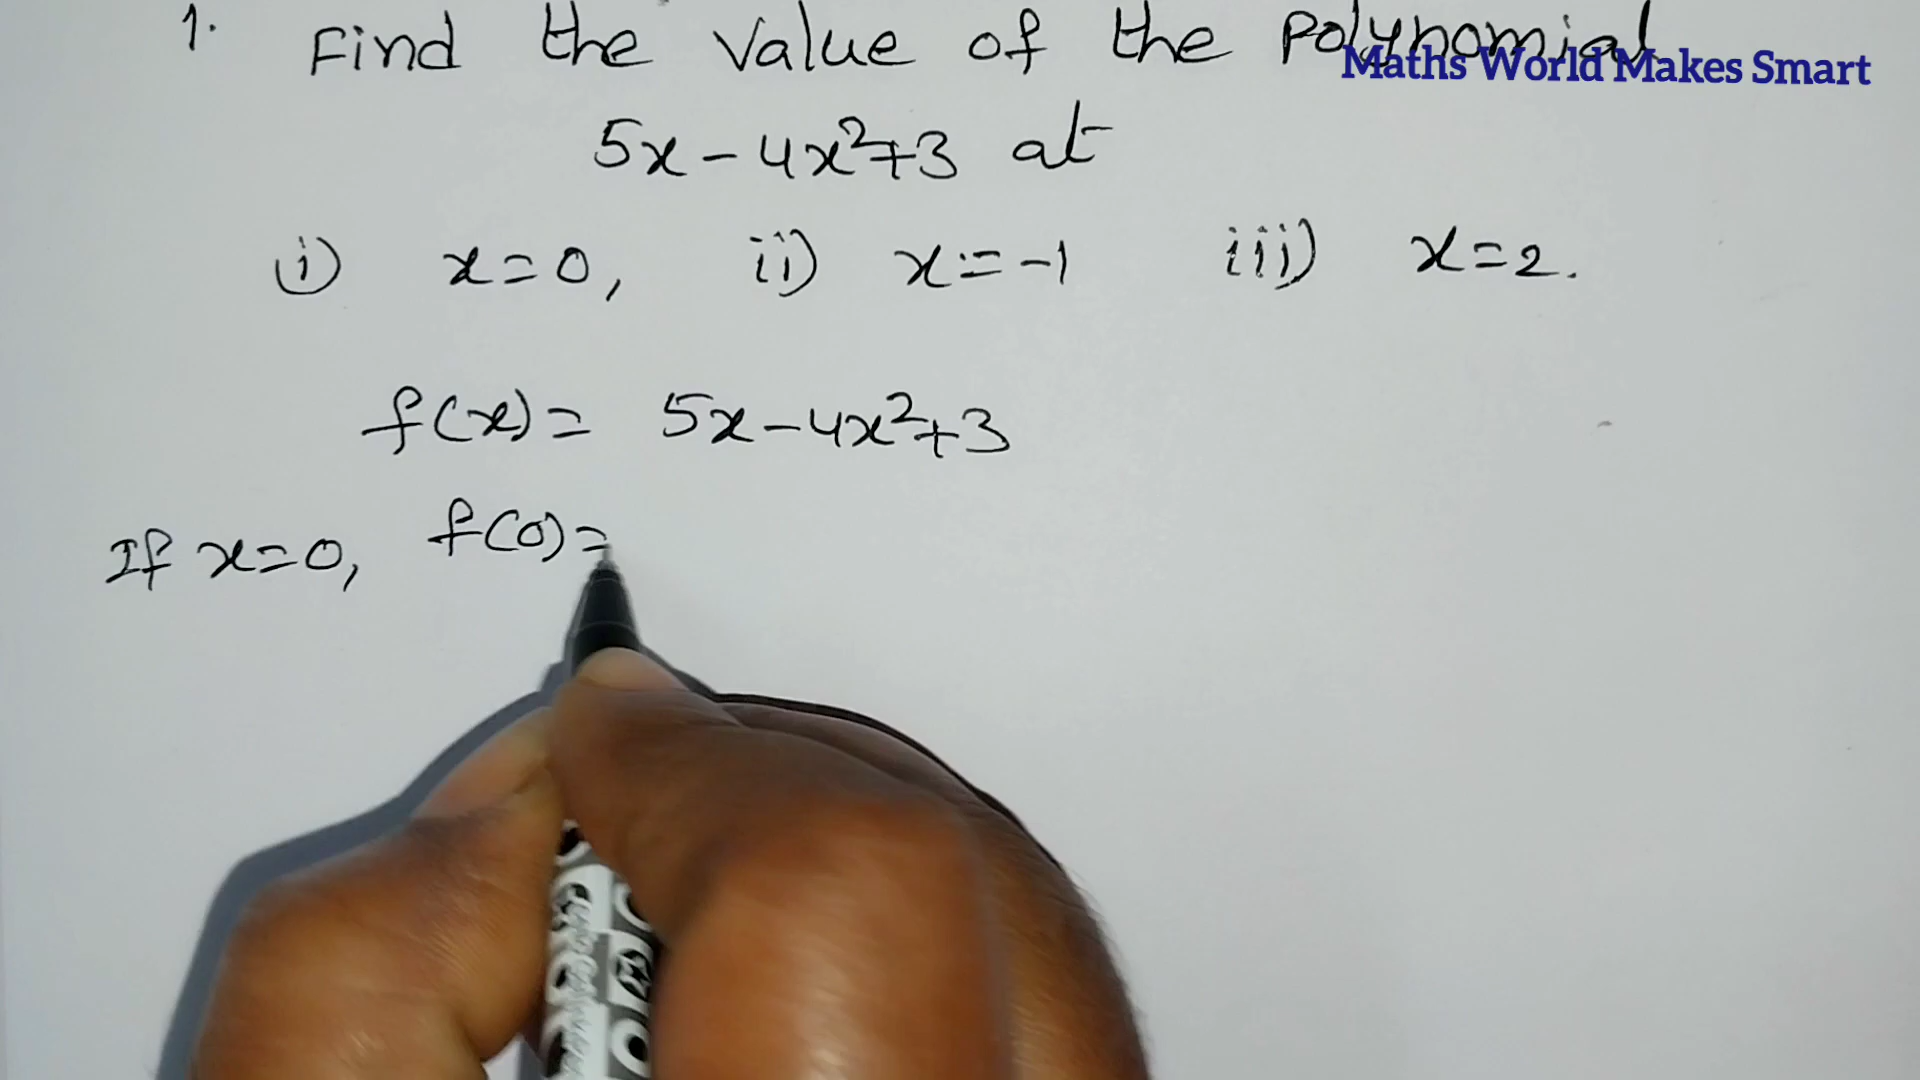 1. Find the value of the polynomial
Maths World Makes Smart
5x - 4x²+3 at
i) x=0, ii) x=-1 iii) x=2.
f(x)= 5x-4x²+3
If x=0, f(0)=